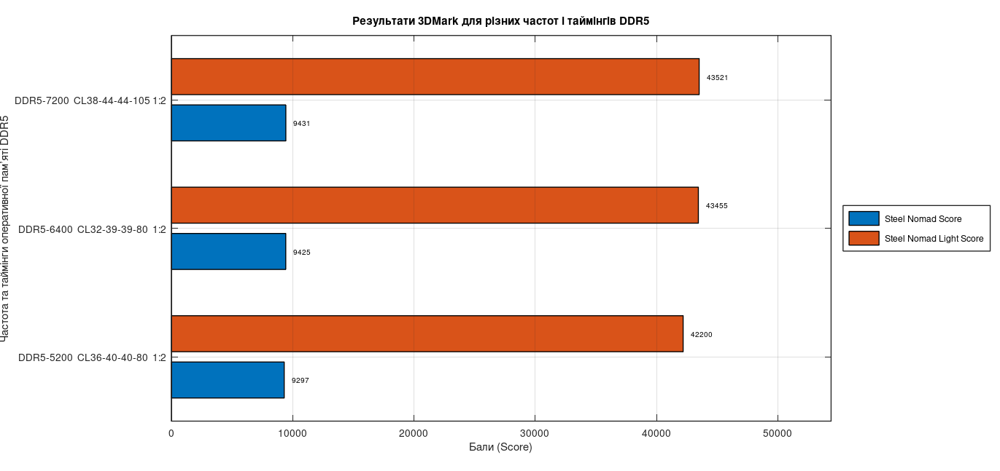 Результати 3DMark для різних частот і таймінгів DDR5
Частота та таймінги оперативної пам'яті DDR5
DDR5-7200 CL38-44-44-105 1:2
43521
9431
DDR5-6400 CL32-39-39-80 1:2
43455
9425
DDR5-5200 CL36-40-40-80 1:2
42200
9297
0 10000 20000 30000 40000 50000
Бали (Score)
Steel Nomad Score
Steel Nomad Light Score